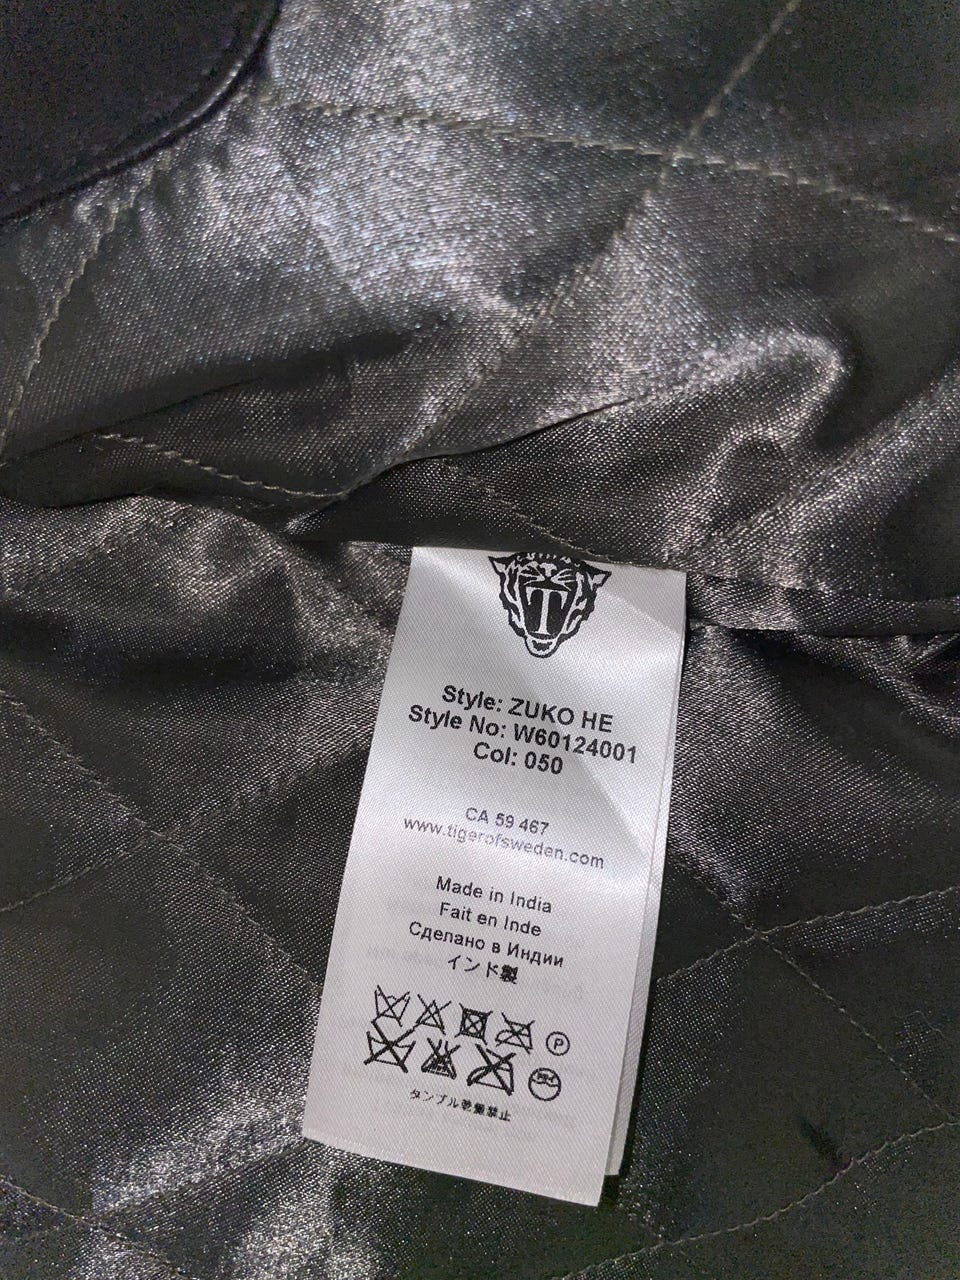 T
Style: ZUKO HE
Style No: W60124001
Col: 050
CA 59 467
www.tigerofsweden.com
Made in India
Fait en Inde
Сделано в Индии
インド製
P
タンブル乾燥禁止